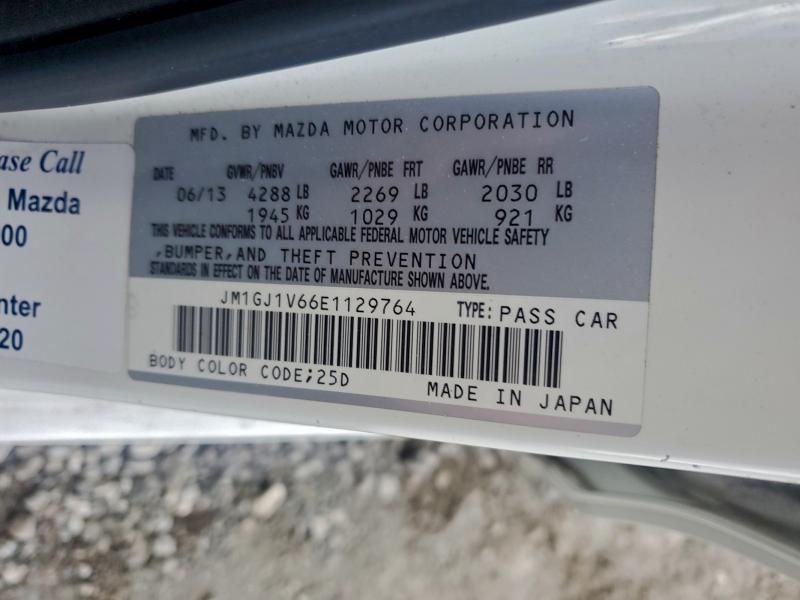 ase Call
Mazda
00
nter
20
MFD. BY MAZDA MOTOR CORPORATION
DATE GVWR/PNBV GAWR/PNBE FRT GAWR/PNBE RR
06/13 4288 LB 2269 LB 2030 LB
1945 KG 1029 KG 921 KG
THIS VEHICLE CONFORMS TO ALL APPLICABLE FEDERAL MOTOR VEHICLE SAFETY
,BUMPER,AND THEFT PREVENTION
STANDARDS IN EFFECT ON THE DATE OF MANUFACTURE SHOWN ABOVE.
JM1GJ1V66E1129764 TYPE: PASS CAR
BODY COLOR CODE;25D
MADE IN JAPAN